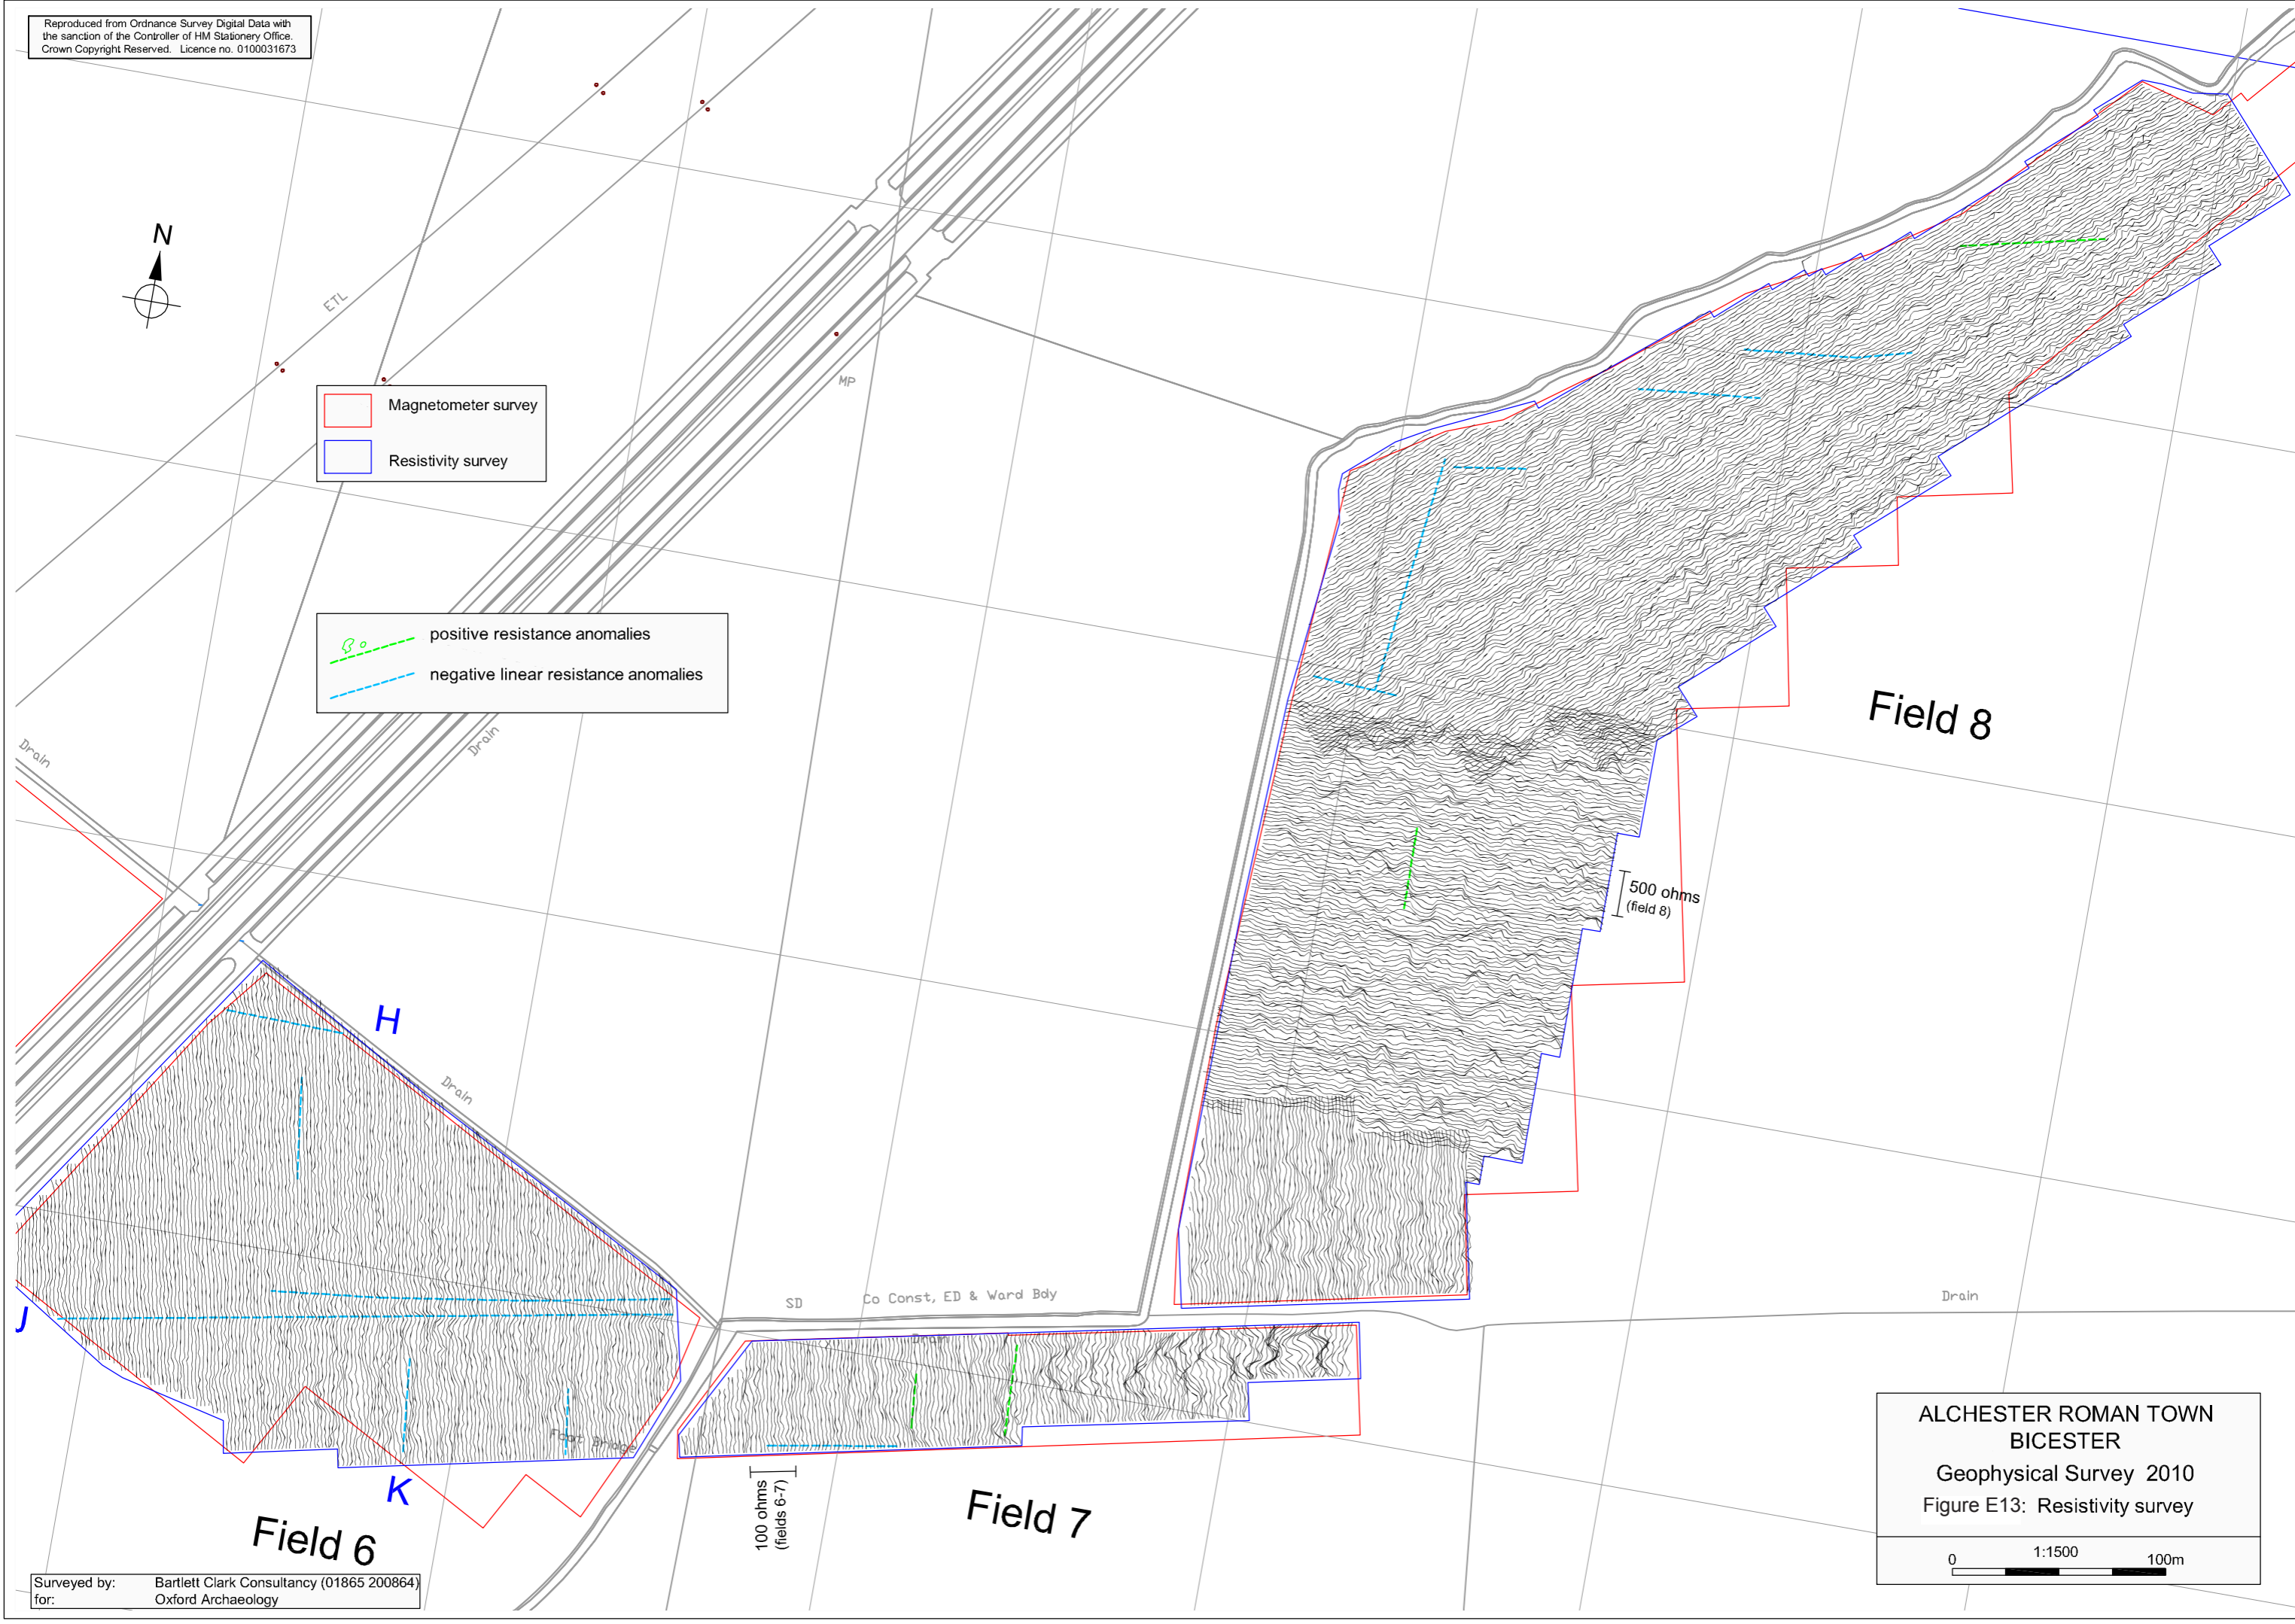 Reproduced from Ordnance Survey Digital Data with
the sanction of the Controller of HM Stationery Office.
Crown Copyright Reserved. Licence no. 0100031673
N
ETL
MP
Magnetometer survey
Resistivity survey
positive resistance anomalies
negative linear resistance anomalies
Drain
Drain
Field 8
500 ohms
(field 8)
H
Drain
J
SD
Co Const, ED & Ward Bdy
Drain
Drain
Foot Bridge
K
100 ohms
(fields 6-7)
Field 7
Field 6
ALCHESTER ROMAN TOWN
BICESTER
Geophysical Survey 2010
Figure E13: Resistivity survey
1:1500
0 100m
Surveyed by: Bartlett Clark Consultancy (01865 200864)
for: Oxford Archaeology